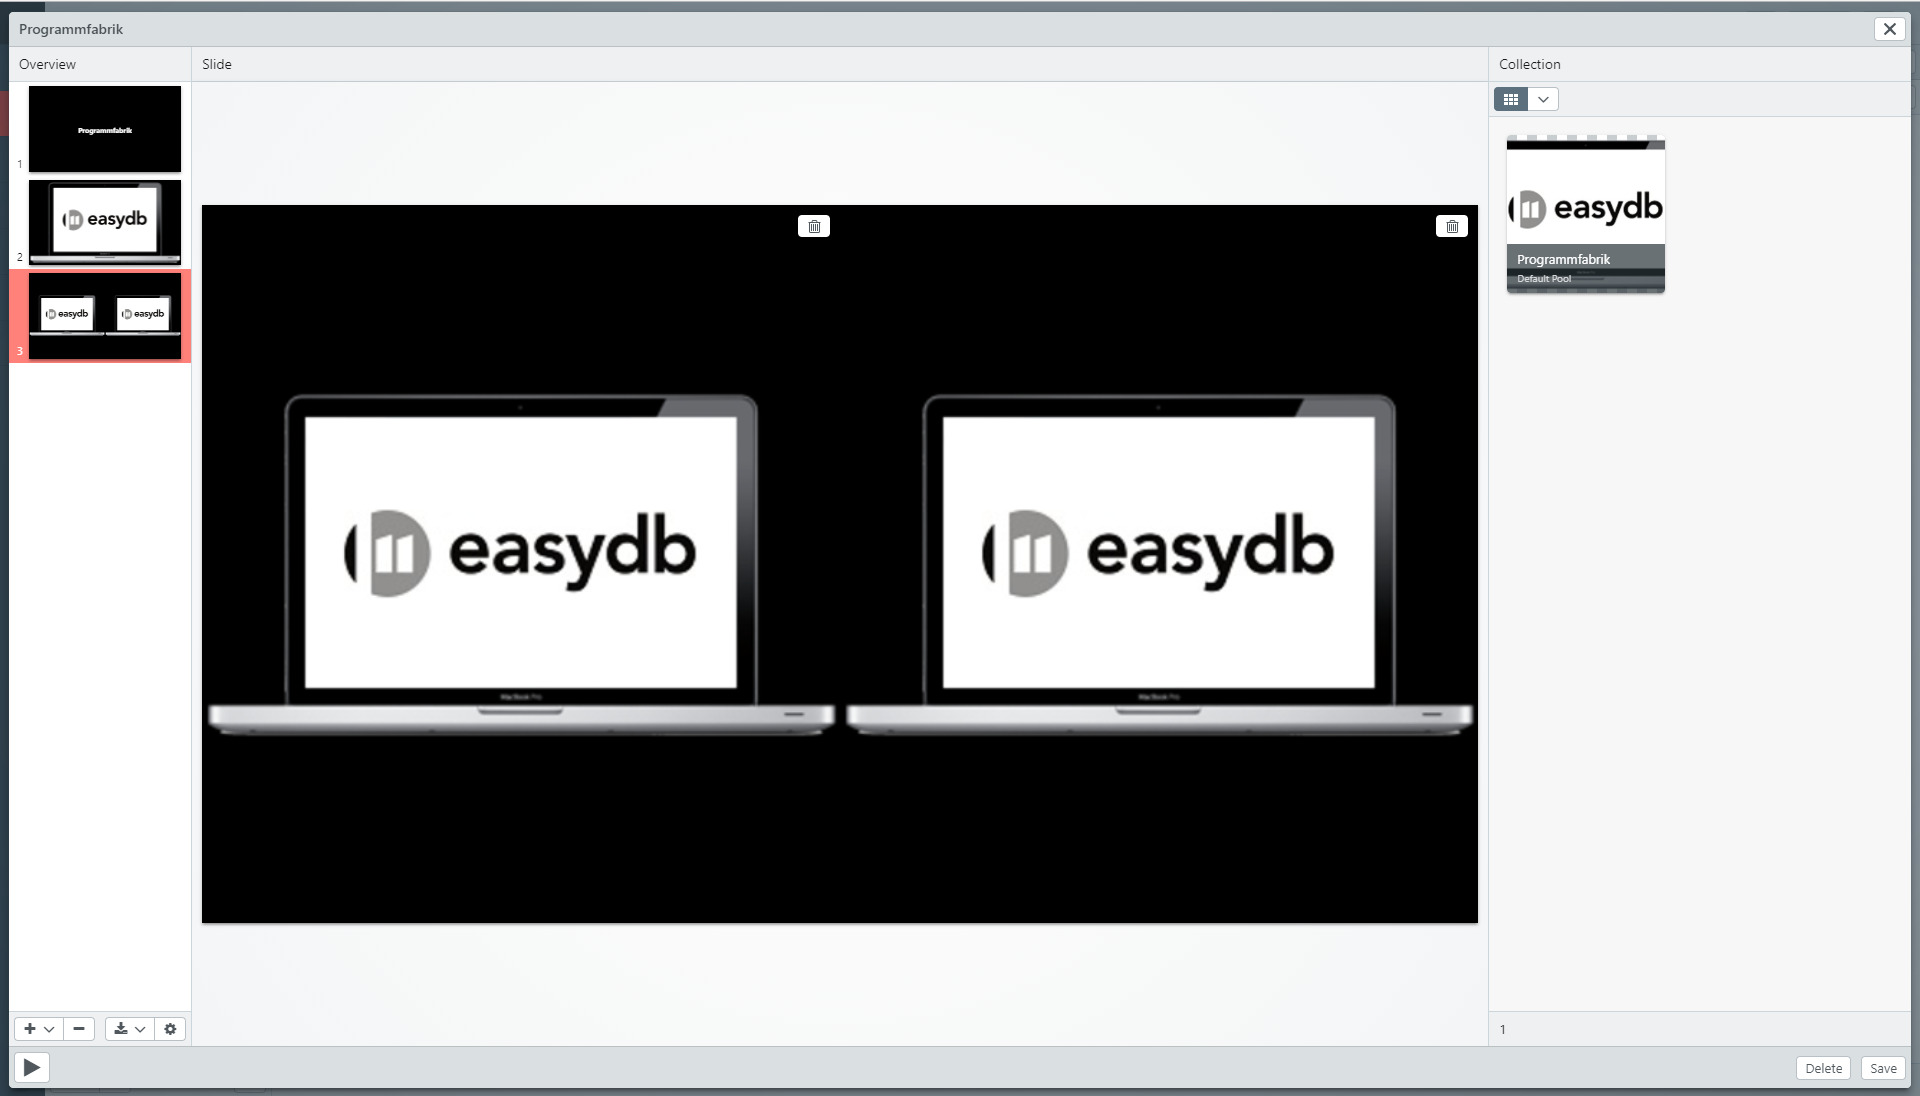 Programmfabrik
Overview
Slide
Collection
Programmfabrik
1
easydb
2
easydb
easydb
3
easydb
easydb
MacBook Pro
MacBook Pro
easydb
Programmfabrik
Default Pool
1
Delete
Save